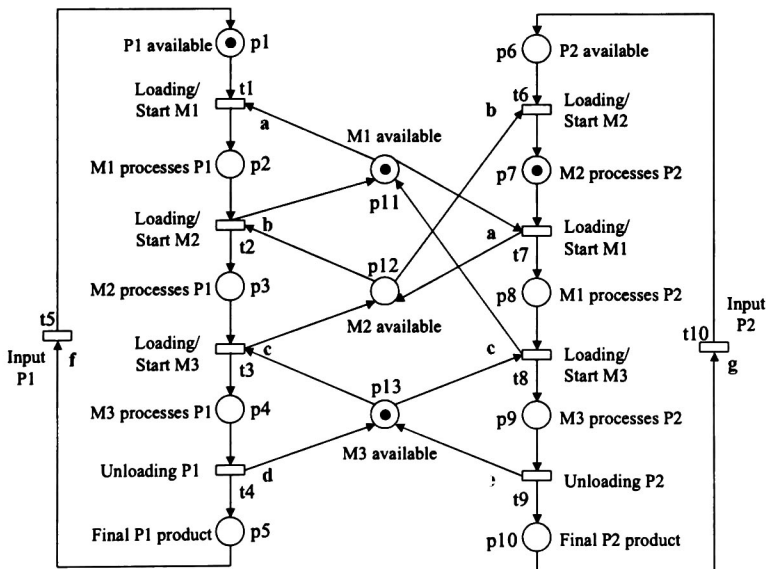 P1 available
p1
t1
Loading/
Start M1
a
M1 processes P1
p2
Loading/
Start M2
t2
b
M2 processes P1
p3
t5
Input
P1
f
Loading/
Start M3
t3
c
M3 processes P1
p4
Unloading P1
t4
d
Final P1 product
p5
M1 available
p11
p12
M2 available
p13
M3 available
p6
P2 available
t6
b
Loading/
Start M2
p7
M2 processes P2
a
t7
Loading/
Start M1
p8
M1 processes P2
c
t8
Loading/
Start M3
Input
P2
t10
g
p9
M3 processes P2
t9
Unloading P2
p10
Final P2 product